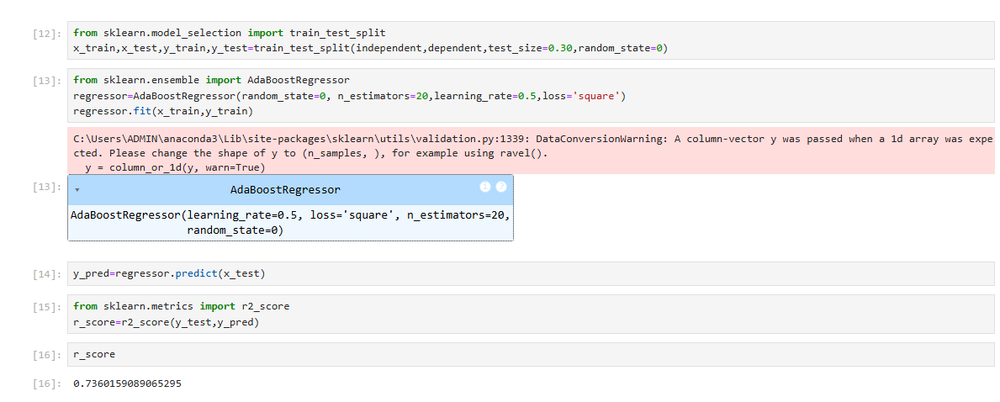 [12]: from sklearn.model_selection import train_test_split
x_train,x_test,y_train,y_test=train_test_split(independent,dependent,test_size=0.30,random_state=0)
[13]: from sklearn.ensemble import AdaBoostRegressor
regressor=AdaBoostRegressor(random_state=0, n_estimators=20,learning_rate=0.5,loss='square')
regressor.fit(x_train,y_train)
C:\Users\ADMIN\anaconda3\Lib\site-packages\sklearn\utils\validation.py:1339: DataConversionWarning: A column-vector y was passed when a 1d array was expe
cted. Please change the shape of y to (n_samples, ), for example using ravel().
y = column_or_1d(y, warn=True)
[13]: AdaBoostRegressor i ?
AdaBoostRegressor(learning_rate=0.5, loss='square', n_estimators=20,
random_state=0)
[14]: y_pred=regressor.predict(x_test)
[15]: from sklearn.metrics import r2_score
r_score=r2_score(y_test,y_pred)
[16]: r_score
[16]: 0.7360159089065295